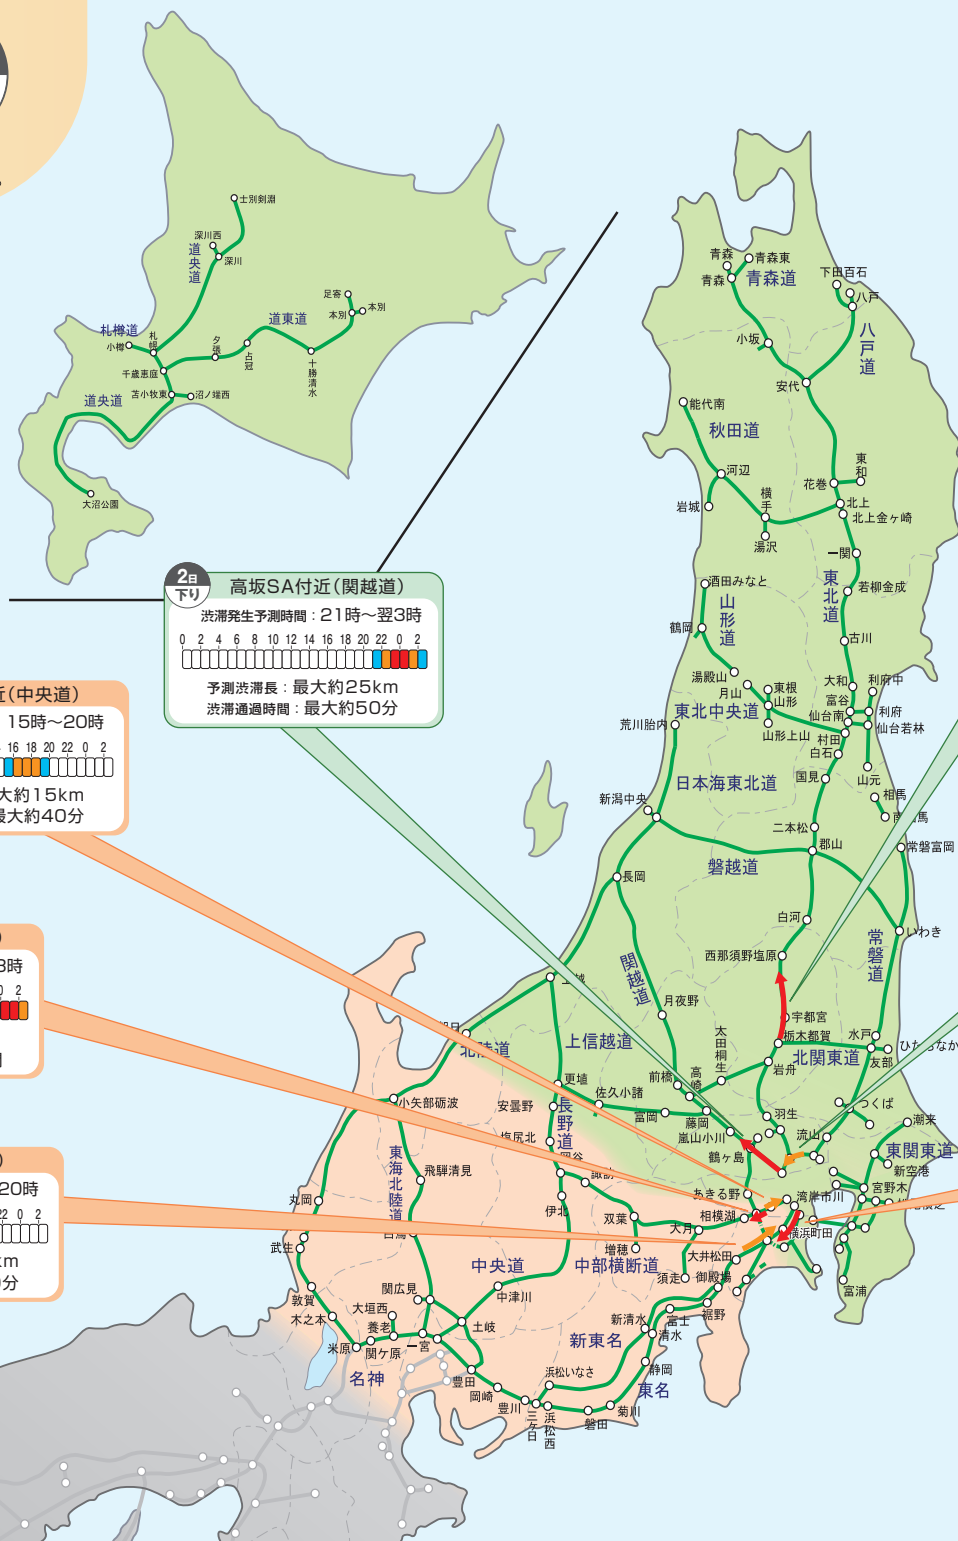 士別剣淵
深川西
道央道
深川
足寄
本別
本別
道東道
札樽道
小樽
札幌
夕張
占冠
十勝清水
千歳恵庭
苫小牧東
沼ノ端西
道央道
大沼公園
青森
青森東
青森
青森道
下田百石
八戸
八戸道
小坂
安代
能代南
秋田道
河辺
岩城
横手
湯沢
東和
花巻
北上
北上金ヶ崎
一関
東北道
若柳金成
古川
酒田みなと
山形道
鶴岡
湯殿山
月山
東根
山形
東北中央道
山形上山
大和
利府中
富谷
利府
仙台南
仙台若林
村田
白石
国見
山元
相馬
荒川胎内
日本海東北道
新潟中央
二本松
郡山
常磐富岡
磐越道
長岡
白河
いわき
常磐道
西那須野塩原
関越道
月夜野
宇都宮
栃木都賀
水戸
友部
北関東道
太田桐生
岩舟
前橋
高崎
上信越道
北陸道
更埴
佐久小諸
長野道
安曇野
富岡
藤岡
嵐山小川
鶴ヶ島
羽生
つくば
流山
潮来
東関東道
新空港
宮野木
小矢部砺波
東海北陸道
飛騨清見
伊北
双葉
あきる野
相模湖
大月
湾岸市川
横浜町田
増穂
大井松田
須走
御殿場
中部横断道
中央道
富浦
丸岡
武生
敦賀
木之本
米原
関広見
大垣西
養老
関ケ原
一宮
中津川
土岐
名神
豊田
岡崎
豊川
三ケ日
浜松西
浜松いなさ
新東名
新清水
清水
富士
裾野
静岡
東名
磐田
菊川
2日
下り
高坂SA付近(関越道)
渋滞発生予測時間：21時～翌3時
0 2 4 6 8 10 12 14 16 18 20 22 0 2
予測渋滞長：最大約25km
渋滞通過時間：最大約50分
(中央道)
15時～20時
16 18 20 22 0 2
大約15km
最大約40分
3時
2
20時
22 0 2
km
分